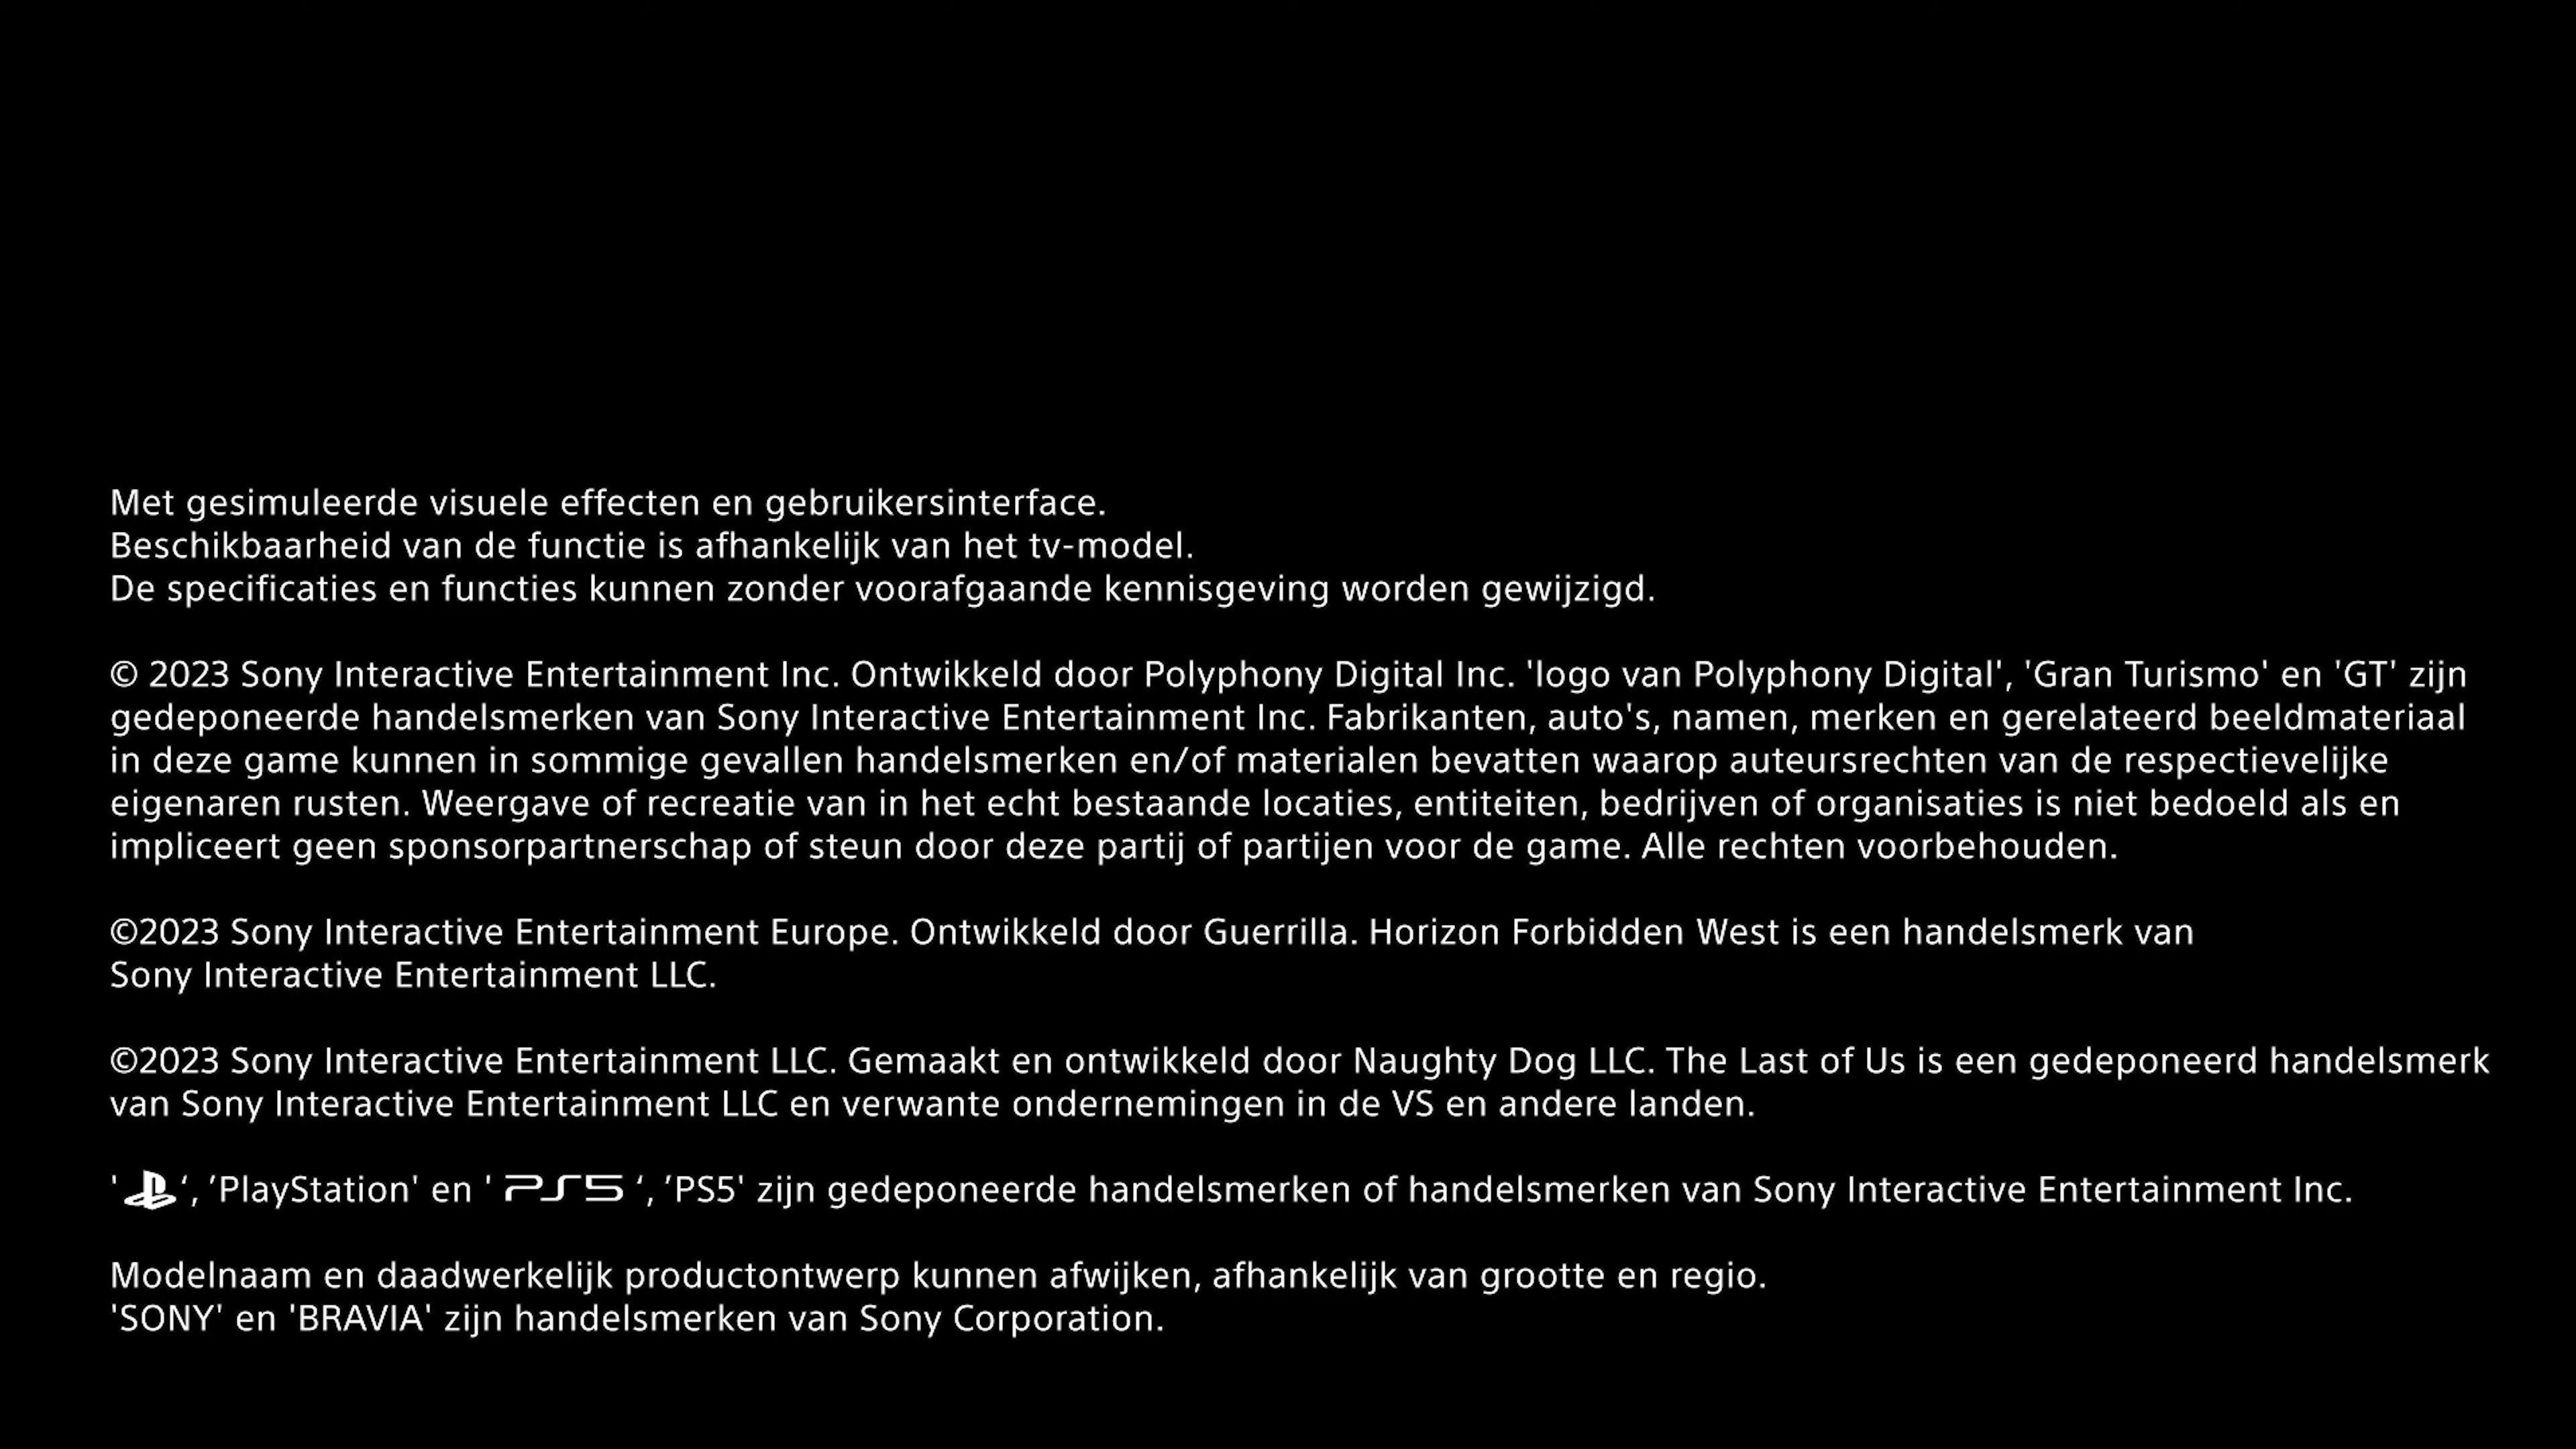 Met gesimuleerde visuele effecten en gebruikersinterface.
Beschikbaarheid van de functie is afhankelijk van het tv-model.
De specificaties en functies kunnen zonder voorafgaande kennisgeving worden gewijzigd.
© 2023 Sony Interactive Entertainment Inc. Ontwikkeld door Polyphony Digital Inc. 'logo van Polyphony Digital', 'Gran Turismo' en 'GT' zijn
gedeponeerde handelsmerken van Sony Interactive Entertainment Inc. Fabrikanten, auto's, namen, merken en gerelateerd beeldmateriaal
in deze game kunnen in sommige gevallen handelsmerken en/of materialen bevatten waarop auteursrechten van de respectievelijke
eigenaren rusten. Weergave of recreatie van in het echt bestaande locaties, entiteiten, bedrijven of organisaties is niet bedoeld als en
impliceert geen sponsorpartnerschap of steun door deze partij of partijen voor de game. Alle rechten voorbehouden.
©2023 Sony Interactive Entertainment Europe. Ontwikkeld door Guerrilla. Horizon Forbidden West is een handelsmerk van
Sony Interactive Entertainment LLC.
©2023 Sony Interactive Entertainment LLC. Gemaakt en ontwikkeld door Naughty Dog LLC. The Last of Us is een gedeponeerd handelsmerk
van Sony Interactive Entertainment LLC en verwante ondernemingen in de VS en andere landen.
' ‘, ’PlayStation' en ' PS5 ‘, ’PS5' zijn gedeponeerde handelsmerken of handelsmerken van Sony Interactive Entertainment Inc.
Modelnaam en daadwerkelijk productontwerp kunnen afwijken, afhankelijk van grootte en regio.
'SONY' en 'BRAVIA' zijn handelsmerken van Sony Corporation.